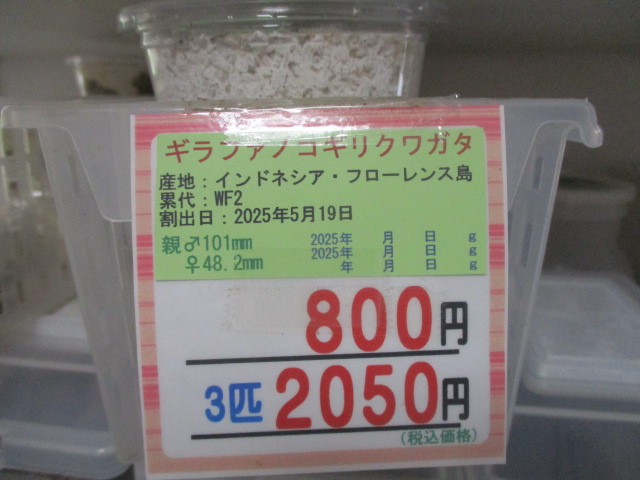 ギラファノコギリクワガタ
産地：インドネシア・フローレンス島
累代：WF2
割出日：2025年5月19日
親♂101mm 2025年 月 日 g
2025年 月 日 g
♀48.2mm 年 月 日 g
800円
3匹 2050円
(税込価格)